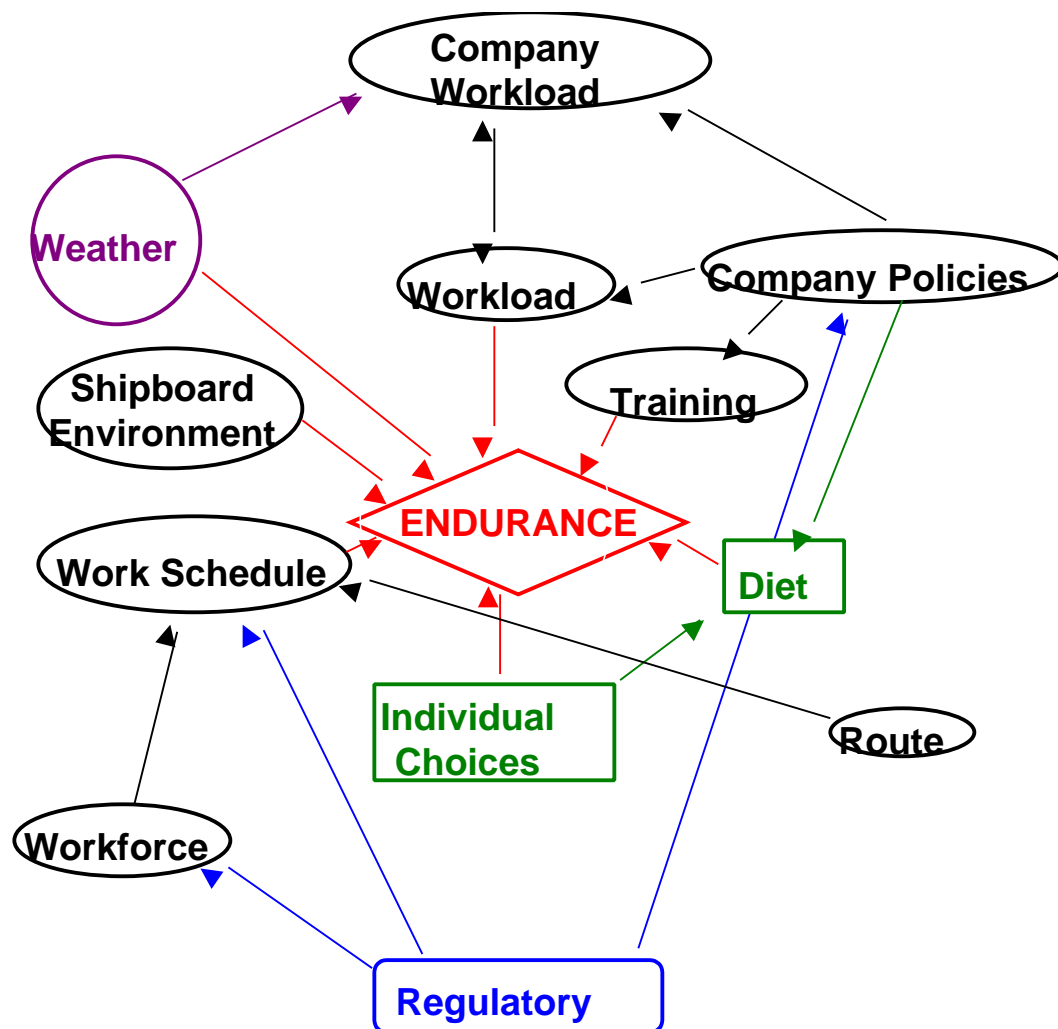 Company
Workload
Weather
Workload
Company Policies
Shipboard
Environment
Training
ENDURANCE
Work Schedule
Diet
Individual
Choices
Route
Workforce
Regulatory